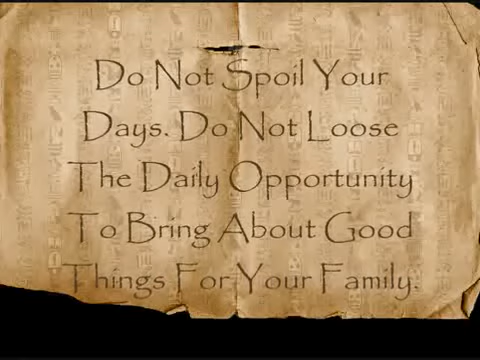 Do Not Spoil Your
Days. Do Not Loose
The Daily Opportunity
To Bring About Good
Things For Your Family.